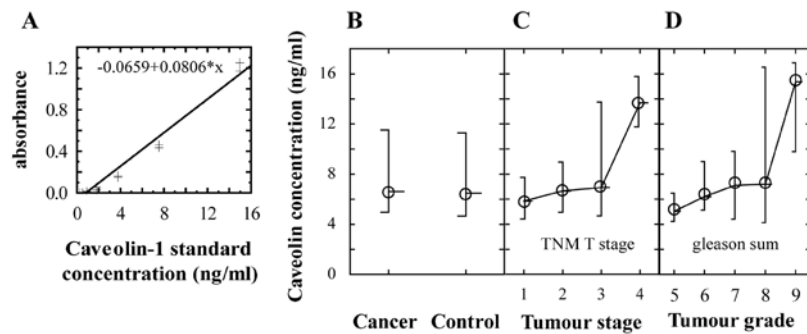 A
B
C
D
-0.0659+0.0806*x
absorbance
1.2
0.8
0.4
0.0
0 4 8 12 16
Caveolin-1 standard
concentration (ng/ml)
Caveolin concentration (ng/ml)
16
12
8
4
0
Cancer Control
TNM T stage
1 2 3 4
Tumour stage
gleason sum
5 6 7 8 9
Tumour grade